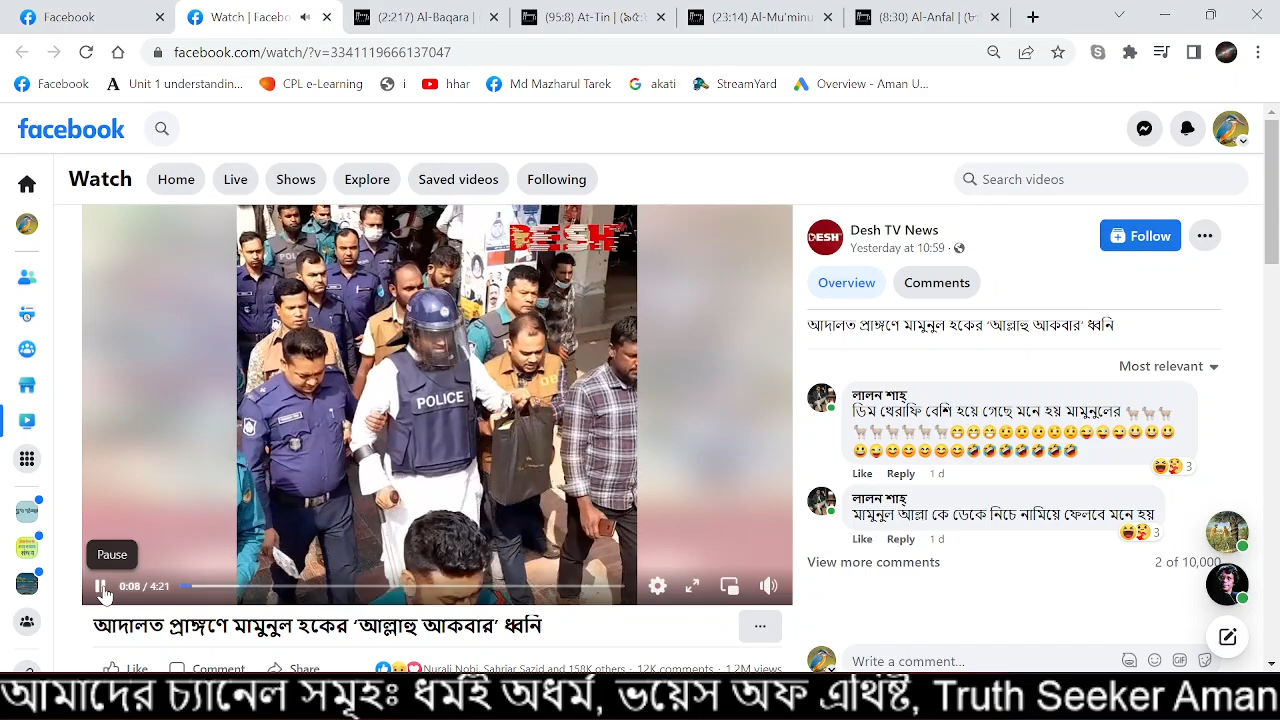 Facebook
Watch | Facebo
(2:217) Al-Baqara |
(95:8) At-Tin |
(23:14) Al-Mu'minu
(8:30) Al-Anfal |
facebook.com/watch/?v=3341119666137047
Facebook
Unit 1 understandin...
CPL e-Learning
i
hhar
Md Mazharul Tarek
akati
StreamYard
Overview - Aman U...
facebook
Watch
Home
Live
Shows
Explore
Saved videos
Following
Search videos
DESH
POLICE
Pause
0:08 / 4:21
আদালত প্রাঙ্গণে মামুনুল হকের ‘আল্লাহু আকবার’ ধ্বনি
...
Like
Comment
Share
Nurali Nobi, Sahriar Sazid and 158K others · 12K comments · 1.2M views
DESH
Desh TV News
Yesterday at 10:59 ·
Follow
Overview
Comments
আদালত প্রাঙ্গণে মামুনুল হকের ‘আল্লাহু আকবার’ ধ্বনি
Most relevant
লালন শাহ্
ডিম থেরাফি বেশি হয়ে গেছে মনে হয় মামুনুলের
Like Reply 1 d
3
লালন শাহ্
মামুনুল আল্লা কে ডেকে নিচে নামিয়ে ফেলবে মনে হয়
Like Reply 1 d
3
View more comments
2 of 10,000
Write a comment...
GIF
আমাদের চ্যানেল সমূহঃ ধর্মই অধর্ম, ভয়েস অফ এথিষ্ট, Truth Seeker Aman